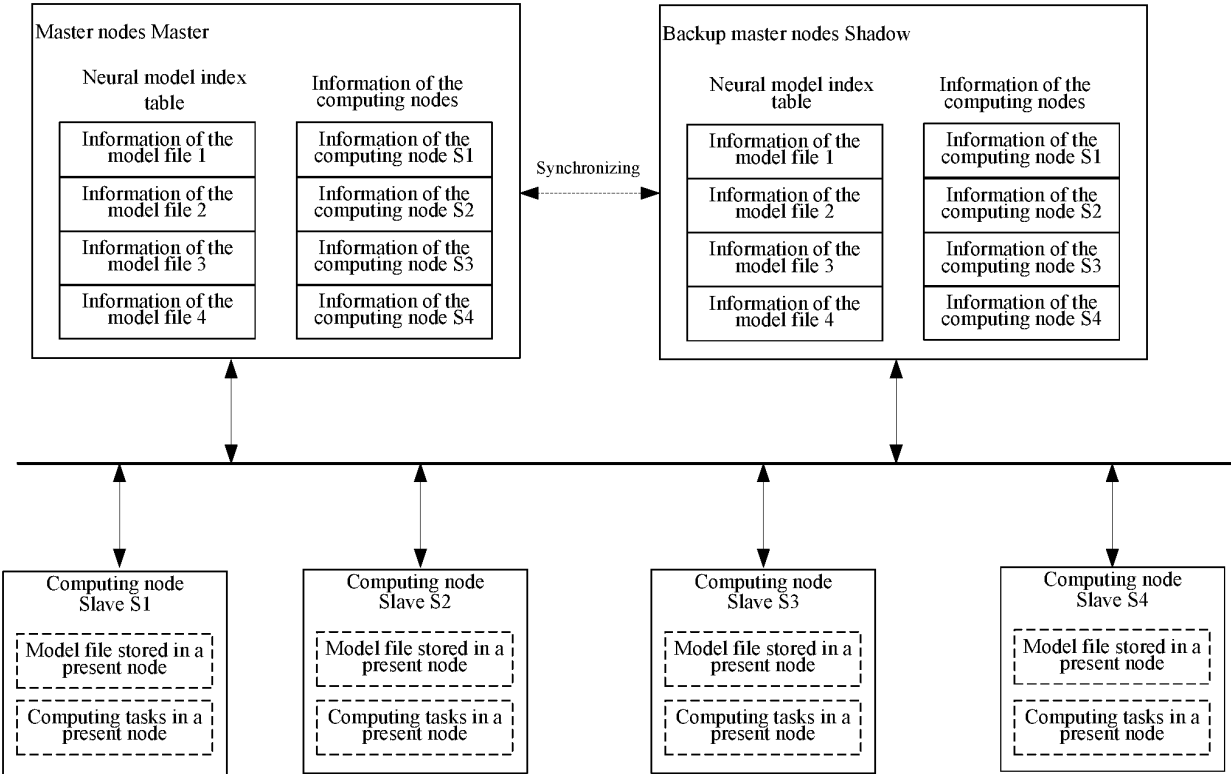 Master nodes Master
Neural model index
table
Information of the
computing nodes
Information of the
model file 1
Information of the
model file 2
Information of the
model file 3
Information of the
model file 4
Information of the
computing node S1
Information of the
computing node S2
Information of the
computing node S3
Information of the
computing node S4
Synchronizing
Backup master nodes Shadow
Neural model index
table
Information of the
computing nodes
Information of the
model file 1
Information of the
model file 2
Information of the
model file 3
Information of the
model file 4
Information of the
computing node S1
Information of the
computing node S2
Information of the
computing node S3
Information of the
computing node S4
Computing node
Slave S1
Model file stored in a
present node
Computing tasks in a
present node
Computing node
Slave S2
Model file stored in a
present node
Computing tasks in a
present node
Computing node
Slave S3
Model file stored in a
present node
Computing tasks in a
present node
Computing node
Slave S4
Model file stored in a
present node
Computing tasks in a
present node